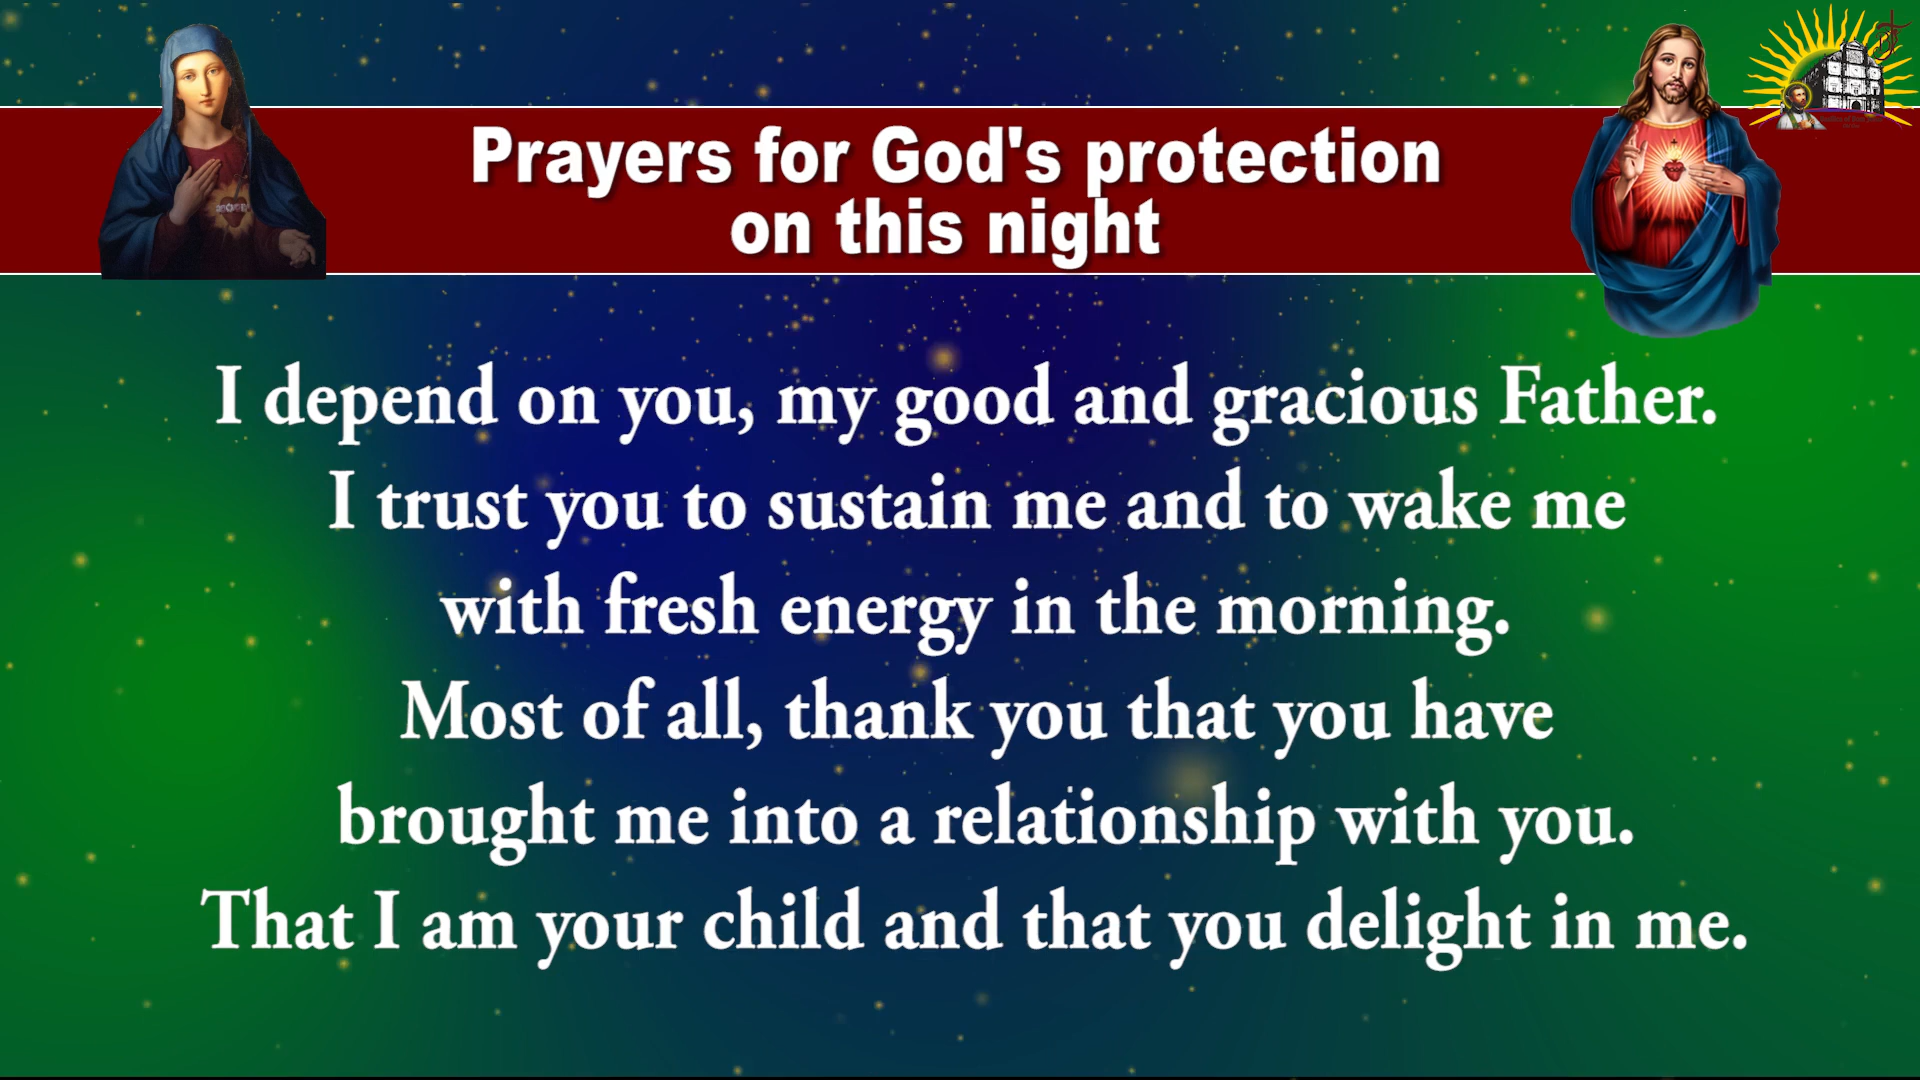 Prayers for God's protection
on this night
I depend on you, my good and gracious Father.
I trust you to sustain me and to wake me
with fresh energy in the morning.
Most of all, thank you that you have
brought me into a relationship with you.
That I am your child and that you delight in me.